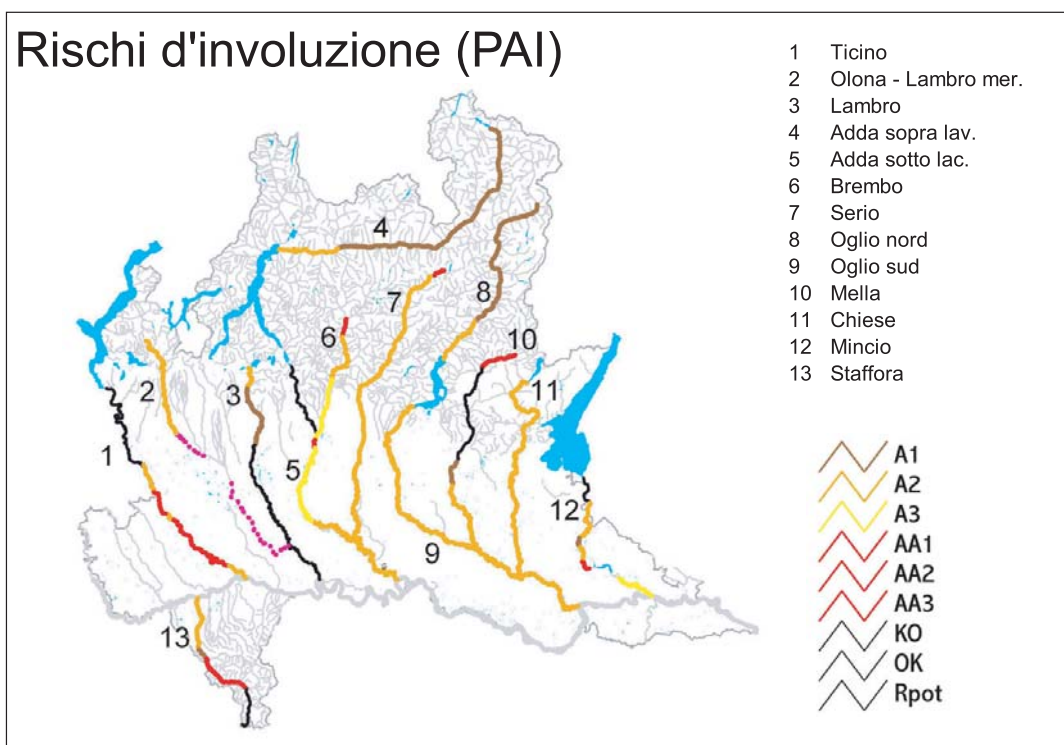 Rischi d'involuzione (PAI)
1 Ticino
2 Olona - Lambro mer.
3 Lambro
4 Adda sopra lav.
5 Adda sotto lac.
6 Brembo
7 Serio
8 Oglio nord
9 Oglio sud
10 Mella
11 Chiese
12 Mincio
13 Staffora
4
7
8
6
10
2
3
11
1
5
12
9
13
A1
A2
A3
AA1
AA2
AA3
KO
OK
Rpot